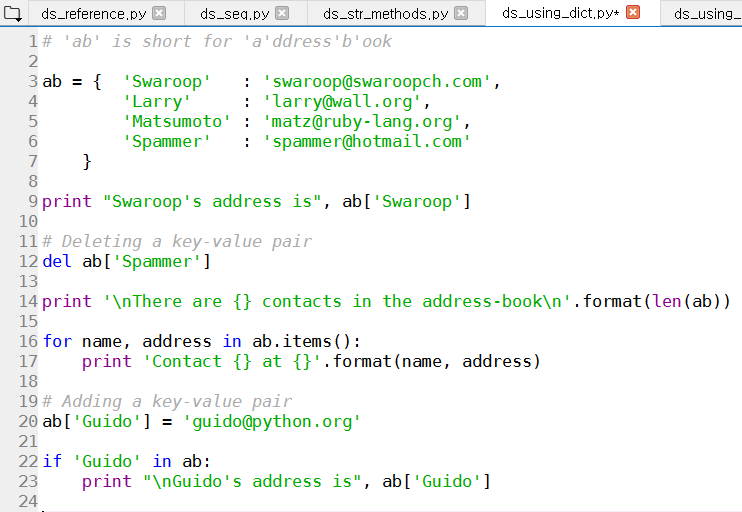 ds_reference.py ds_seq.py ds_str_methods.py ds_using_dict.py* ds_using_
1 # 'ab' is short for 'a'ddress'b'ook
2
3 ab = {  'Swaroop'   : 'swaroop@swaroopch.com',
4         'Larry'     : 'larry@wall.org',
5         'Matsumoto' : 'matz@ruby-lang.org',
6         'Spammer'   : 'spammer@hotmail.com'
7     }
8
9 print "Swaroop's address is", ab['Swaroop']
10
11 # Deleting a key-value pair
12 del ab['Spammer']
13
14 print '\nThere are {} contacts in the address-book\n'.format(len(ab))
15
16 for name, address in ab.items():
17     print 'Contact {} at {}'.format(name, address)
18
19 # Adding a key-value pair
20 ab['Guido'] = 'guido@python.org'
21
22 if 'Guido' in ab:
23     print "\nGuido's address is", ab['Guido']
24